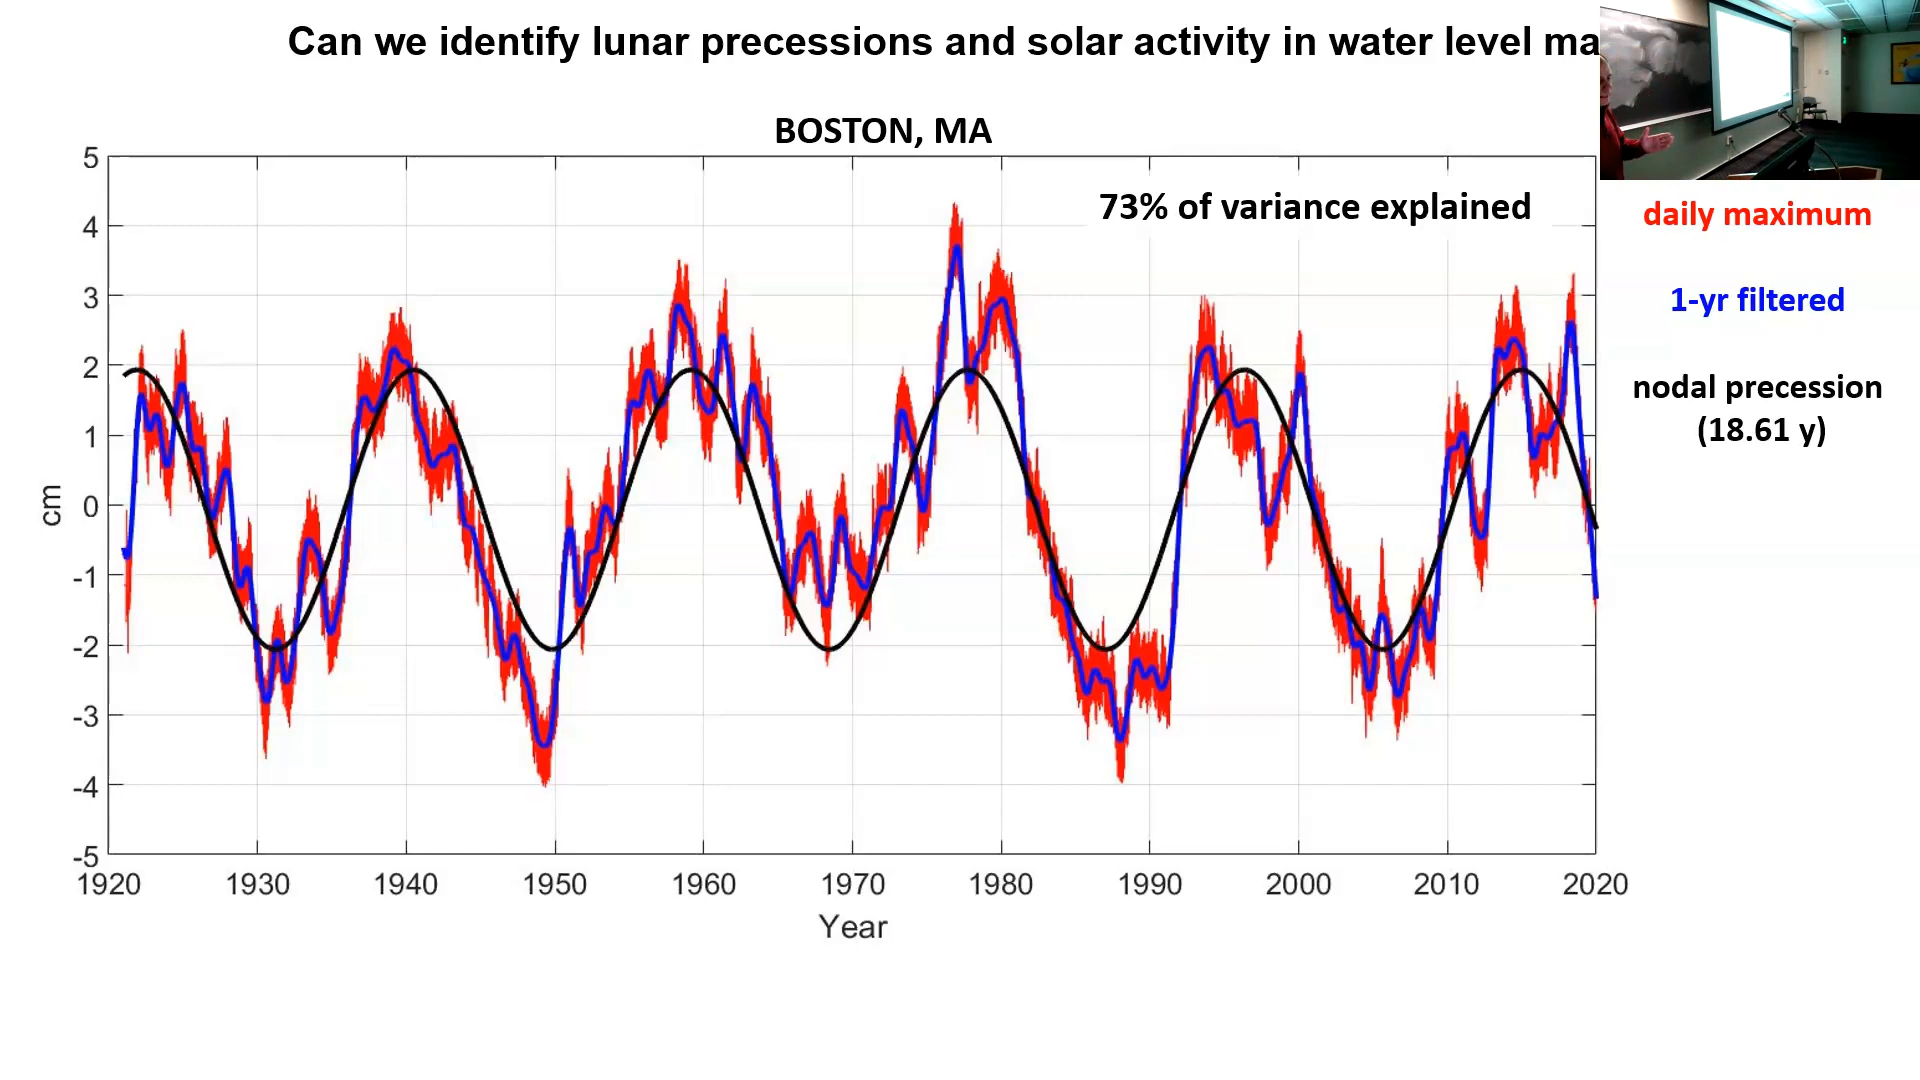 Can we identify lunar precessions and solar activity in water level ma
BOSTON, MA
73% of variance explained
daily maximum
1-yr filtered
nodal precession
(18.61 y)
5
4
3
2
1
0
-1
-2
-3
-4
-5
cm
1920 1930 1940 1950 1960 1970 1980 1990 2000 2010 2020
Year